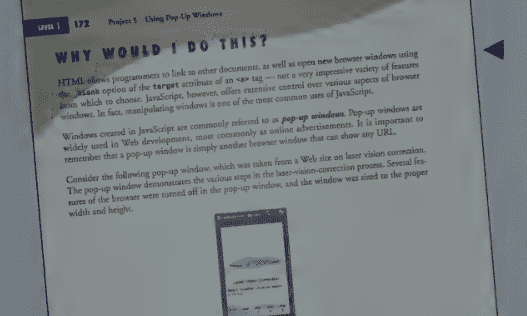 LEVEL 1 172 Project 5 Using Pop-Up Windows
WHY WOULD I DO THIS?
HTML allows programmers to link to other documents, as well as open new browser windows using
the _blank option of the target attribute of an <a> tag — not a very impressive variety of features
from which to choose. JavaScript, however, offers extensive control over various aspects of browser
windows. In fact, manipulating windows is one of the most common uses of JavaScript.
Windows created in JavaScript are commonly referred to as pop-up windows. Pop-up windows are
widely used in Web development, most commonly as online advertisements. It is important to
remember that a pop-up window is simply another browser window that can show any URL.
Consider the following pop-up window, which was taken from a Web site on laser vision correction.
The pop-up window demonstrates the various steps in the laser-vision-correction process. Several fea-
tures of the browser were turned off in the pop-up window, and the window was sized to the proper
width and height.
Laser Vision Correction